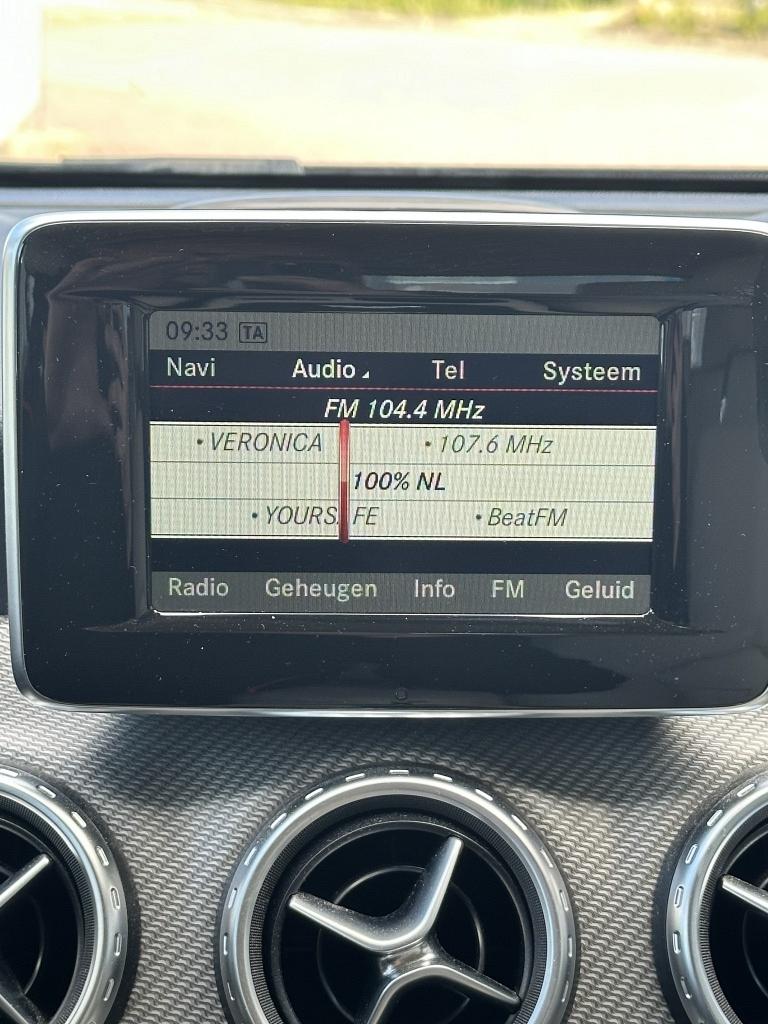 09:33 TA
Navi Audio Tel Systeem
FM 104.4 MHz
• VERONICA • 107.6 MHz
100% NL
• YOURSAFE • BeatFM
Radio Geheugen Info FM Geluid